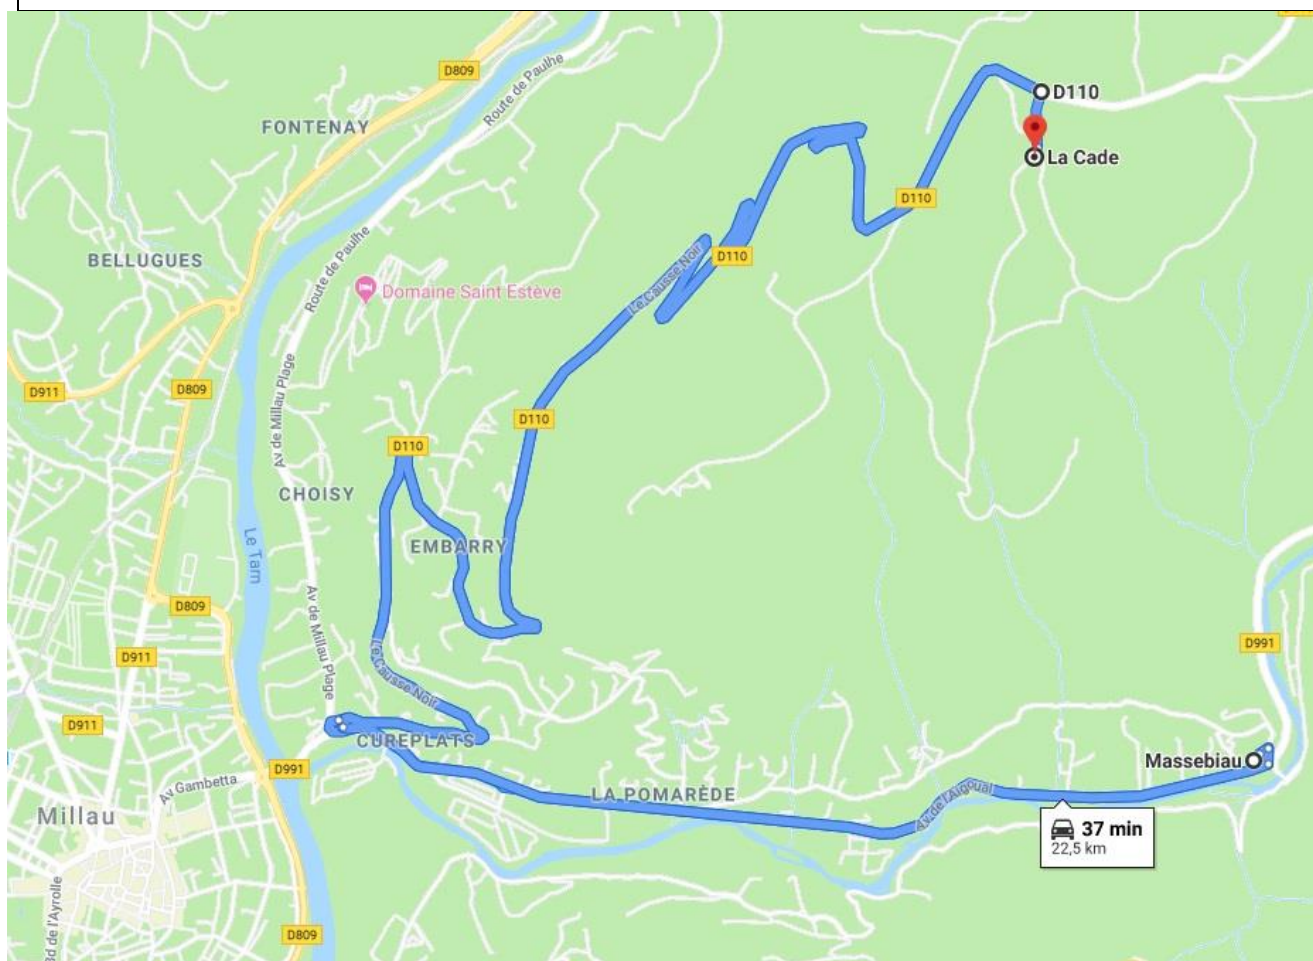 D809
Route de Paulhe
FONTENAY
D110
La Cade
D110
Route de Paulhe
BELLUGUES
D110
Le Causse Noir
Domaine Saint Estève
D911
D809
Av de Millau Plage
D110
D110
CHOISY
EMBARRY
Le Tarn
Av de Millau Plage
D809
D911
D991
Le Causse Noir
D911
CUREPLATS
Massebiau
D991
Av Gambetta
LA POMARÈDE
Av. de l'Aigoual
Millau
37 min
22,5 km
Bd de l'Ayrolle
D809